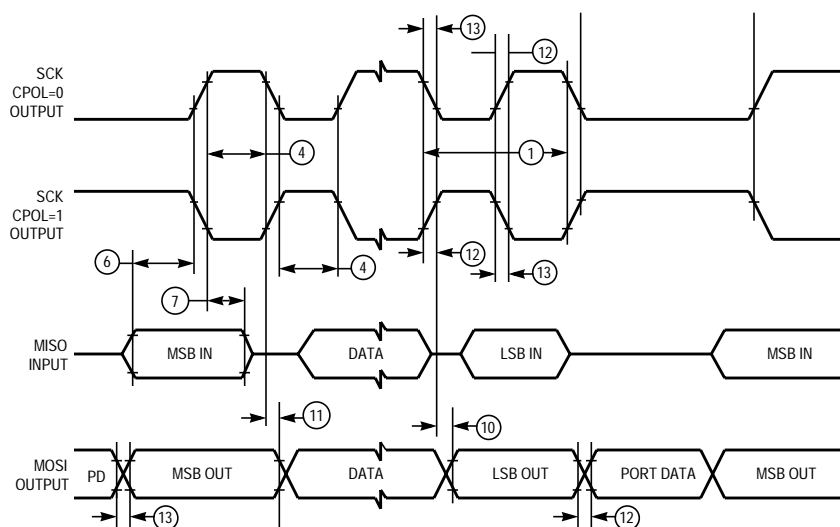 13
12
SCK
CPOL=0
OUTPUT
4
1
SCK
CPOL=1
OUTPUT
6
12
4
13
7
MISO
INPUT
MSB IN
DATA
LSB IN
MSB IN
11
10
MOSI
OUTPUT
PD
MSB OUT
DATA
LSB OUT
PORT DATA
MSB OUT
13
12